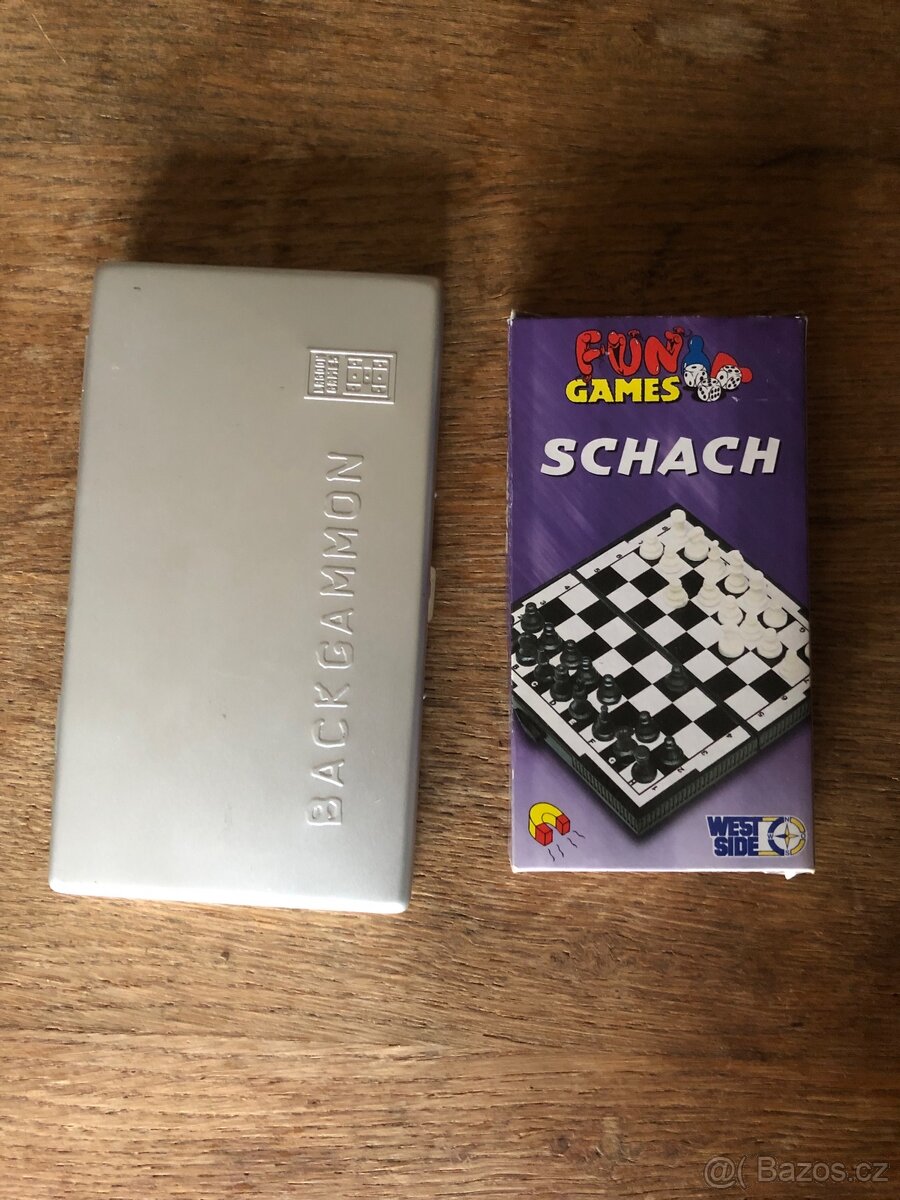 BACKGAMMON
FUN
GAMES
SCHACH
WEST
SIDE
@( Bazos.cz